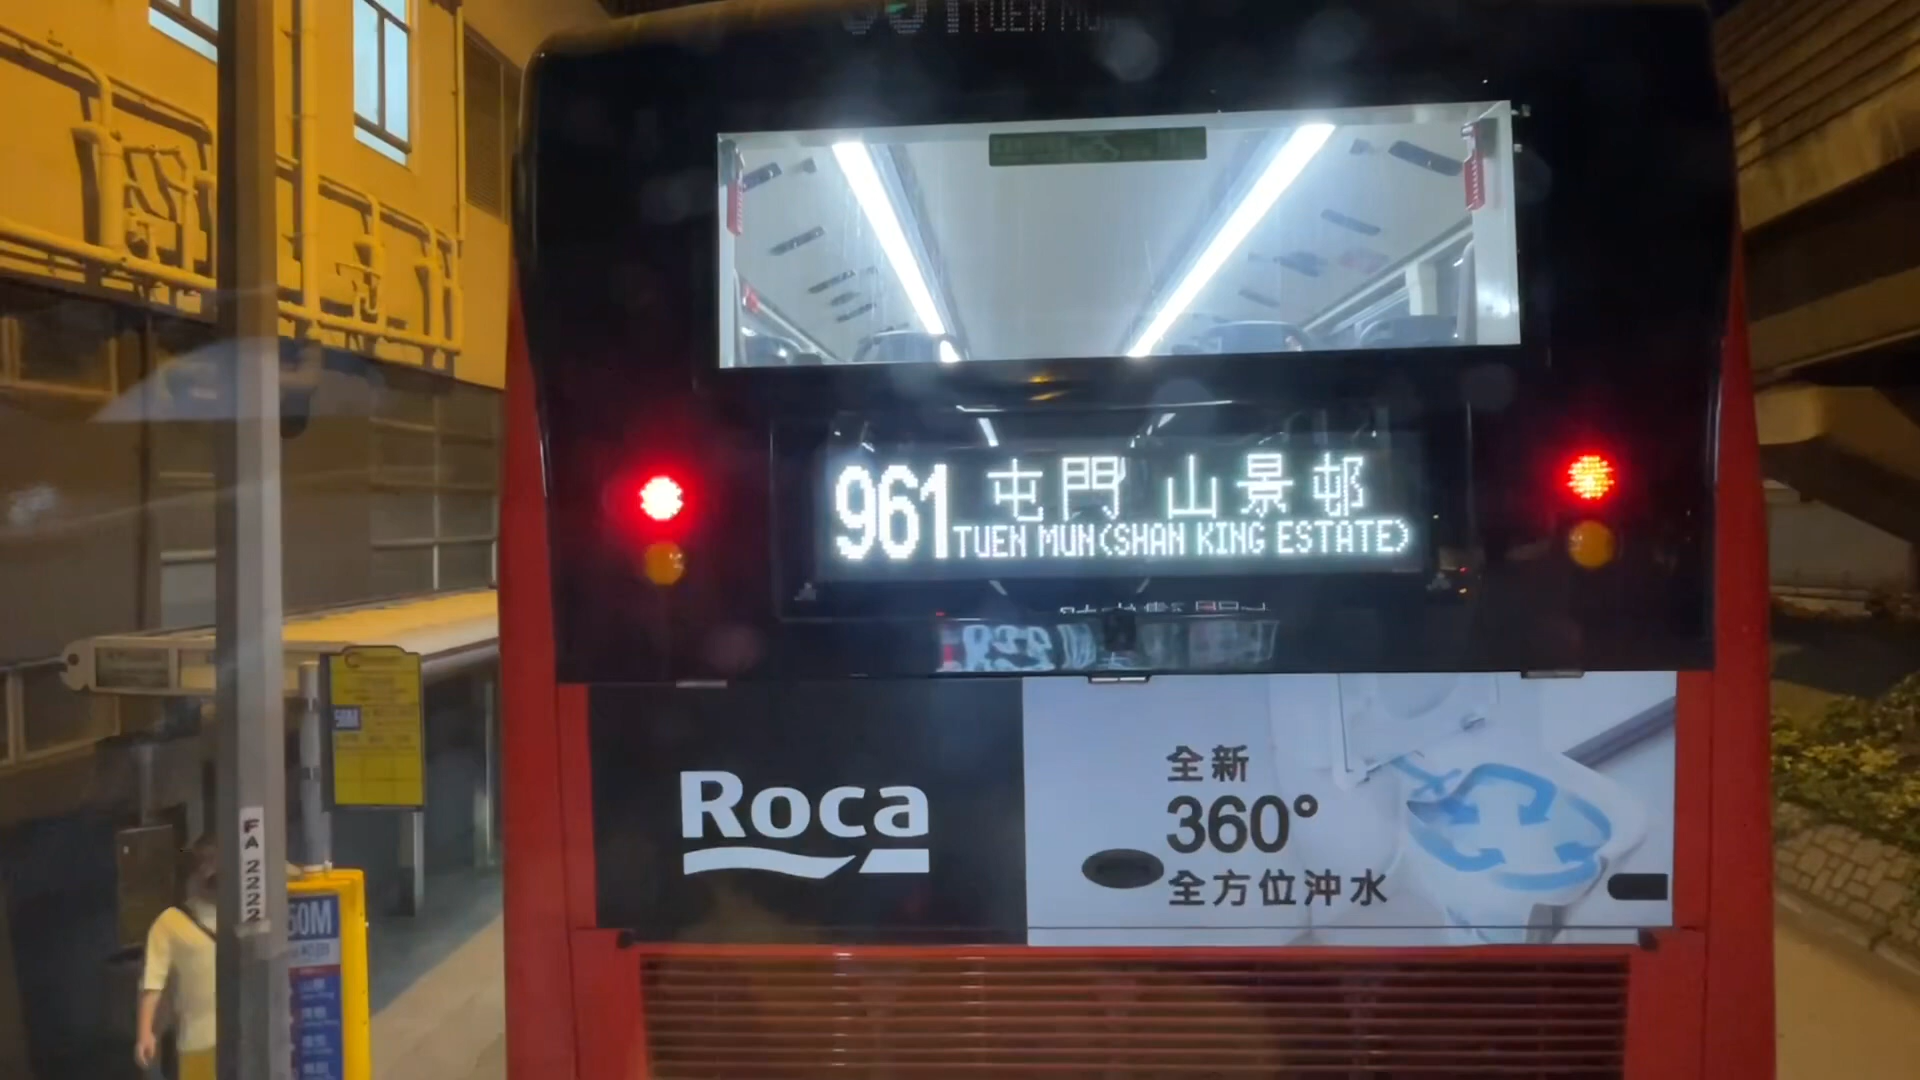 961 屯門 山景邨
TUEN MUN(SHAN KING ESTATE)
Roca
全新
360°
全方位沖水
FA 2222